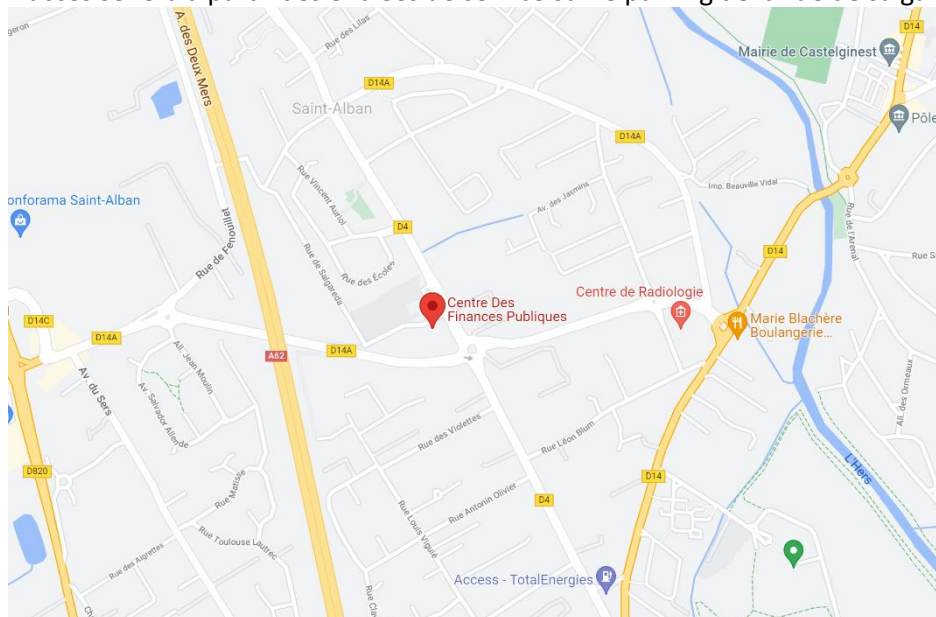 Rue des Lilas
D14
A. des Deux Mers
Mairie de Castelginest
D14A
Saint-Alban
Pôle
D14A
Rue Vincent Auriol
Imp. Beauville Vidal
Av. des Jasmins
onforama Saint-Alban
Rue de l'Arenal
D4
Rue de Fenouillet
D14
Rue de Salgareda
Rue des Écoles
Centre de Radiologie
Centre Des
Finances Publiques
D14C
Marie Blachère
Boulangerie...
D14A
D14A
A62
All. Jean Moulin
Av. du Sers
Av. Salvador Allende
All. des Ormeaux
Rue des Violettes
Rue Léon Blum
L'Hers
D820
D14
Rue Matisse
Rue Antonin Olivier
D4
Rue Louis Viguié
Rue Toulouse Lautrec
Rue des Aigrettes
Access - TotalEnergies